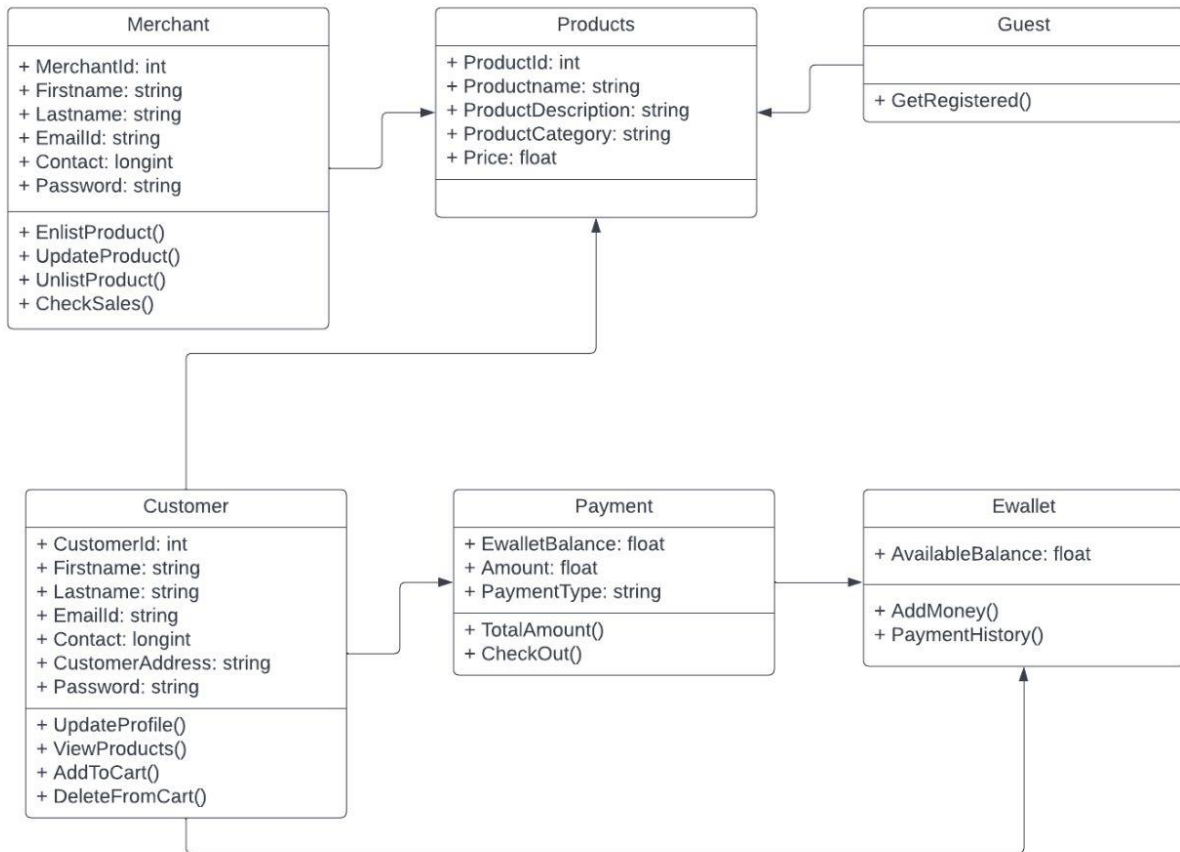 Merchant
+ MerchantId: int
+ Firstname: string
+ Lastname: string
+ EmailId: string
+ Contact: longint
+ Password: string
+ EnlistProduct()
+ UpdateProduct()
+ UnlistProduct()
+ CheckSales()
Products
+ ProductId: int
+ Productname: string
+ ProductDescription: string
+ ProductCategory: string
+ Price: float
Guest
+ GetRegistered()
Customer
+ CustomerId: int
+ Firstname: string
+ Lastname: string
+ EmailId: string
+ Contact: longint
+ CustomerAddress: string
+ Password: string
+ UpdateProfile()
+ ViewProducts()
+ AddToCart()
+ DeleteFromCart()
Payment
+ EwalletBalance: float
+ Amount: float
+ PaymentType: string
+ TotalAmount()
+ CheckOut()
Ewallet
+ AvailableBalance: float
+ AddMoney()
+ PaymentHistory()